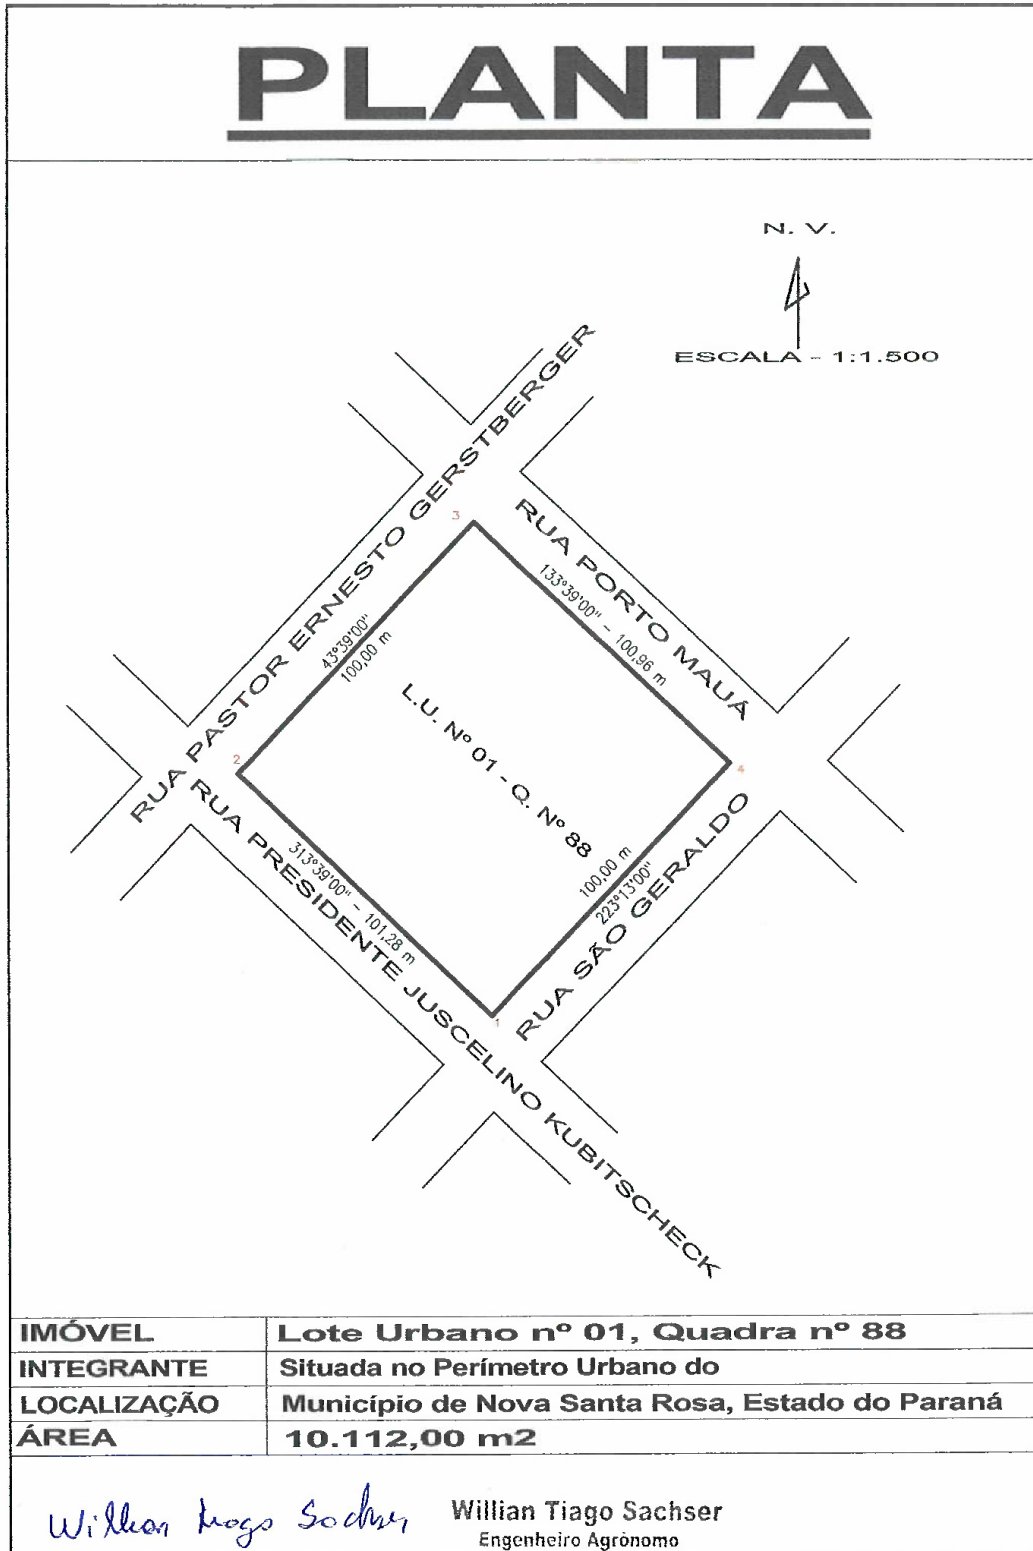 PLANTA
N. V.
ESCALA - 1:1.500
RUA PASTOR ERNESTO GERSTBERGER
3
RUA PORTO MAUÁ
133°39'00" - 100,96 m
43°39'00"
100,00 m
L.U. Nº 01 - Q. Nº 88
2
4
RUA PRESIDENTE JUSCELINO KUBITSCHECK
313°39'00" - 101,28 m
100,00 m
223°13'00"
RUA SÃO GERALDO
1
IMÓVEL Lote Urbano nº 01, Quadra nº 88
INTEGRANTE Situada no Perímetro Urbano do
LOCALIZAÇÃO Município de Nova Santa Rosa, Estado do Paraná
ÁREA 10.112,00 m2
Willian Tiago Sachser
Willian Tiago Sachser
Engenheiro Agrônomo